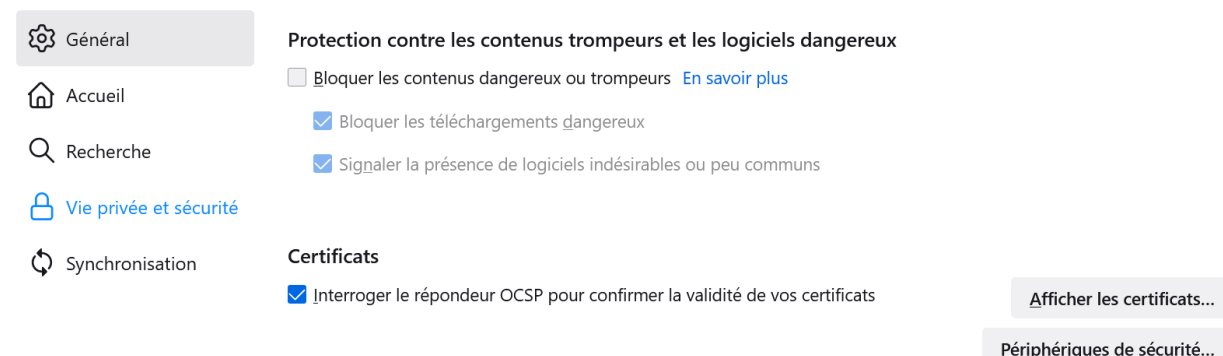 Général
Accueil
Recherche
Vie privée et sécurité
Synchronisation
Protection contre les contenus trompeurs et les logiciels dangereux
Bloquer les contenus dangereux ou trompeurs En savoir plus
Bloquer les téléchargements dangereux
Signaler la présence de logiciels indésirables ou peu communs
Certificats
Interroger le répondeur OCSP pour confirmer la validité de vos certificats
Afficher les certificats...
Périphériques de sécurité...